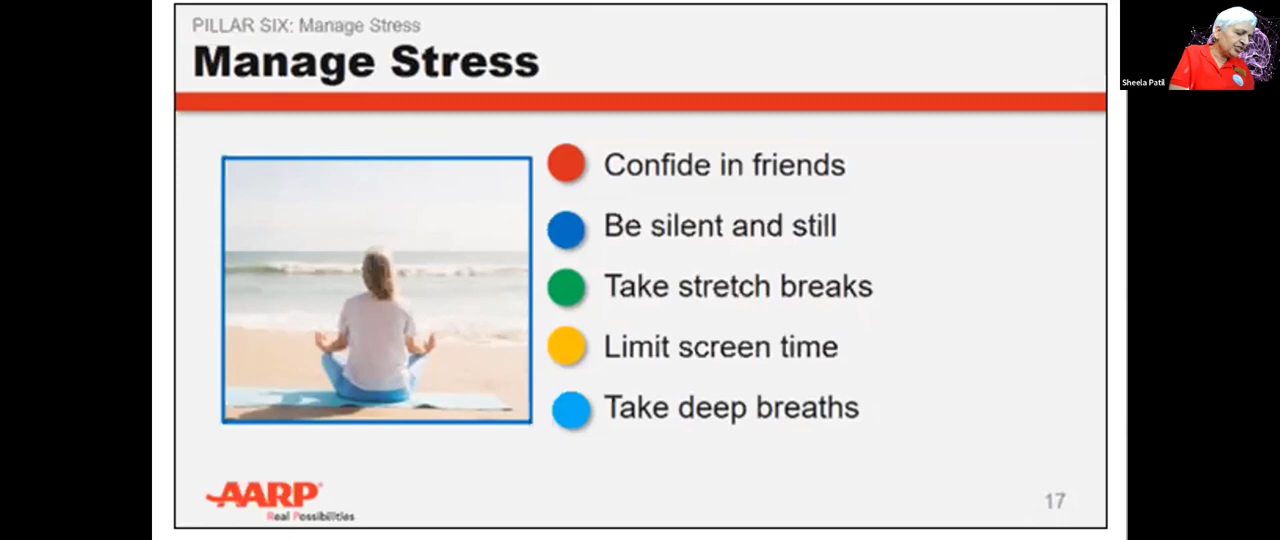 PILLAR SIX: Manage Stress
Manage Stress
Confide in friends
Be silent and still
Take stretch breaks
Limit screen time
Take deep breaths
AARP
Real Possibilities
17
Sheela Patil